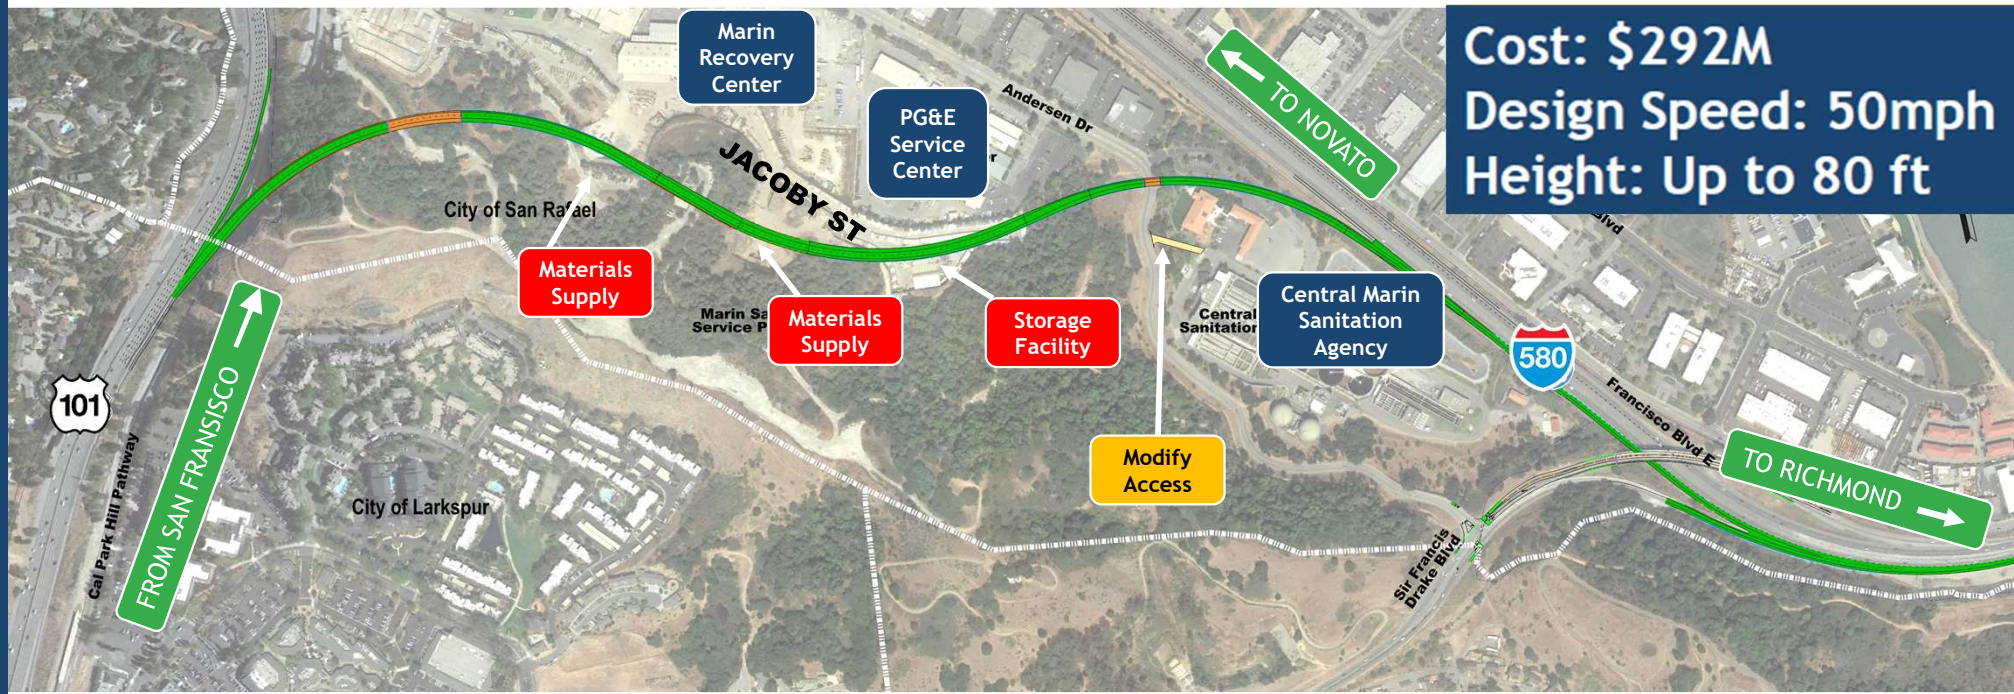 Cost: $292M
Design Speed: 50mph
Height: Up to 80 ft
Marin
Recovery
Center
PG&E
Service
Center
Andersen Dr
TO NOVATO
JACOBY ST
City of San Rafael
Materials
Supply
Marin Sa
Service P
Materials
Supply
Storage
Facility
Central
Sanitation
Central Marin
Sanitation
Agency
Blvd
580
Francisco Blvd E
TO RICHMOND
Modify
Access
101
FROM SAN FRANSISCO
Cal Park Hill Pathway
City of Larkspur
Sir Francis
Drake Blvd